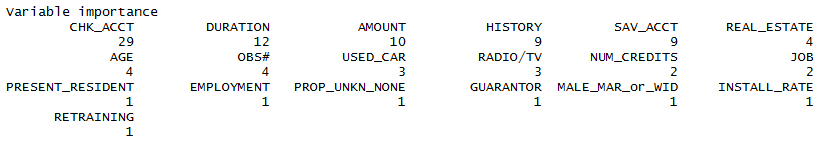 Variable importance
CHK_ACCT DURATION AMOUNT HISTORY SAV_ACCT REAL_ESTATE
29 12 10 9 9 4
AGE OBS# USED_CAR RADIO/TV NUM_CREDITS JOB
4 4 3 3 2 2
PRESENT_RESIDENT EMPLOYMENT PROP_UNKN_NONE GUARANTOR MALE_MAR_or_WID INSTALL_RATE
1 1 1 1 1 1
RETRAINING
1